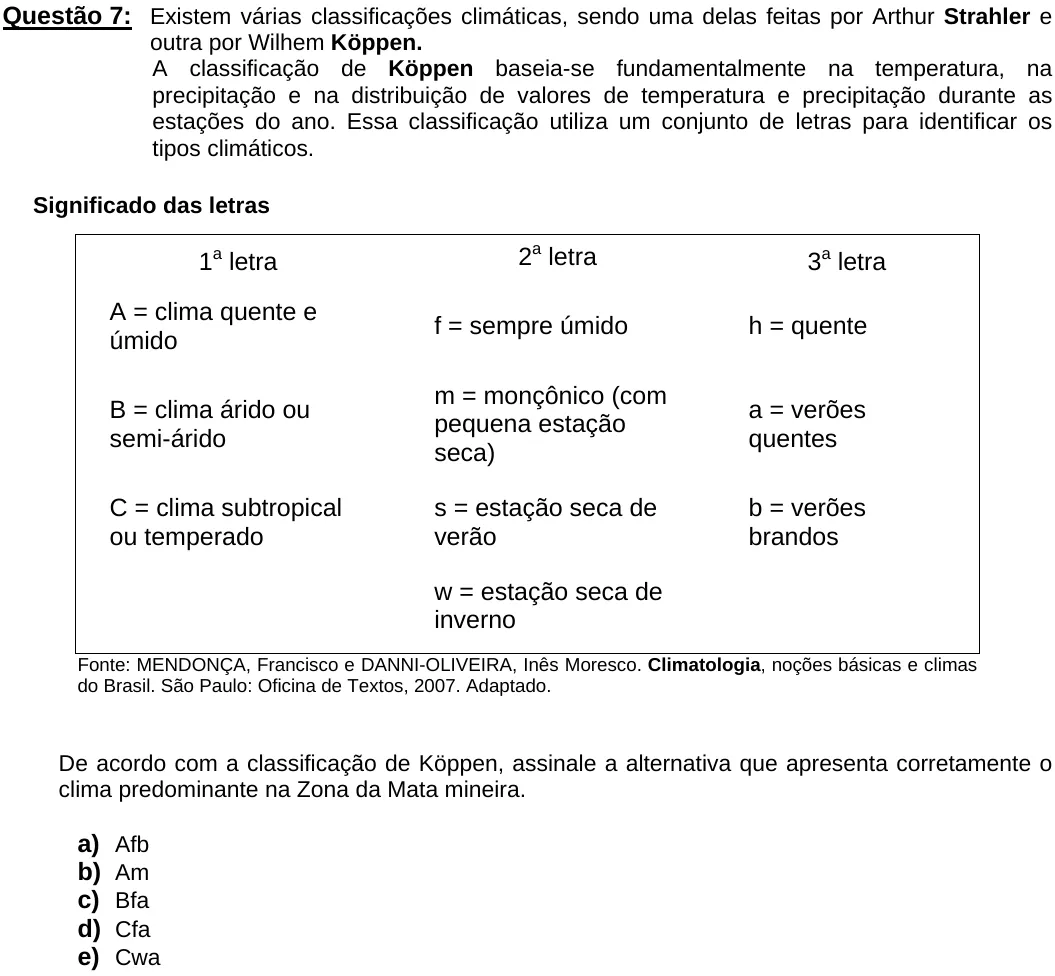 Questão 7: Existem várias classificações climáticas, sendo uma delas feitas por Arthur Strahler e
outra por Wilhem Köppen.
A classificação de Köppen baseia-se fundamentalmente na temperatura, na
precipitação e na distribuição de valores de temperatura e precipitação durante as
estações do ano. Essa classificação utiliza um conjunto de letras para identificar os
tipos climáticos.
Significado das letras
1ª letra 2ª letra 3ª letra
A = clima quente e
úmido
f = sempre úmido
h = quente
B = clima árido ou
semi-árido
m = monçônico (com
pequena estação
seca)
a = verões
quentes
C = clima subtropical
ou temperado
s = estação seca de
verão
b = verões
brandos
w = estação seca de
inverno
Fonte: MENDONÇA, Francisco e DANNI-OLIVEIRA, Inês Moresco. Climatologia, noções básicas e climas
do Brasil. São Paulo: Oficina de Textos, 2007. Adaptado.
De acordo com a classificação de Köppen, assinale a alternativa que apresenta corretamente o
clima predominante na Zona da Mata mineira.
a) Afb
b) Am
c) Bfa
d) Cfa
e) Cwa